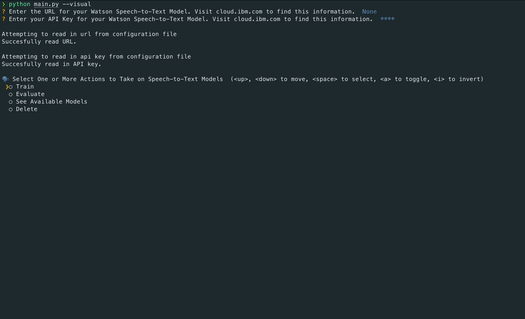 ❯ python main.py --visual
? Enter the URL for your Watson Speech-to-Text Model. Visit cloud.ibm.com to find this information.  None
? Enter your API Key for your Watson Speech-to-Text Model. Visit cloud.ibm.com to find this information.  ****
Attempting to read in url from configuration file
Succesfully read URL.
Attempting to read in api key from configuration file
Succesfully read in API key.
Select One or More Actions to Take on Speech-to-Text Models  (<up>, <down> to move, <space> to select, <a> to toggle, <i> to invert)
❯○ Train
○ Evaluate
○ See Available Models
○ Delete